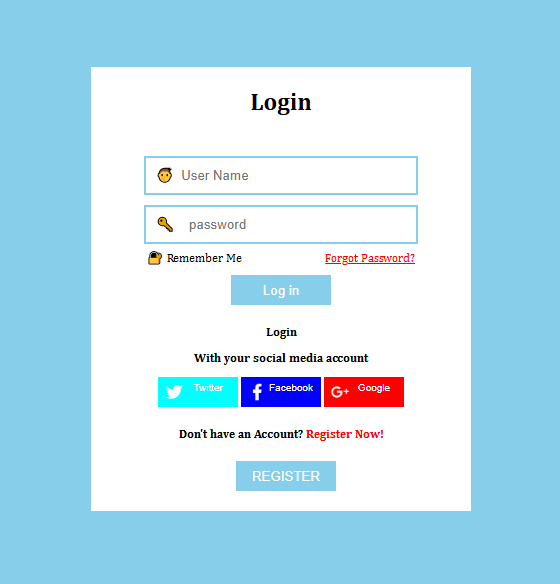 Login
User Name
password
Remember Me Forgot Password?
Log in
Login
With your social media account
Twitter Facebook G+ Google
Don't have an Account? Register Now!
REGISTER